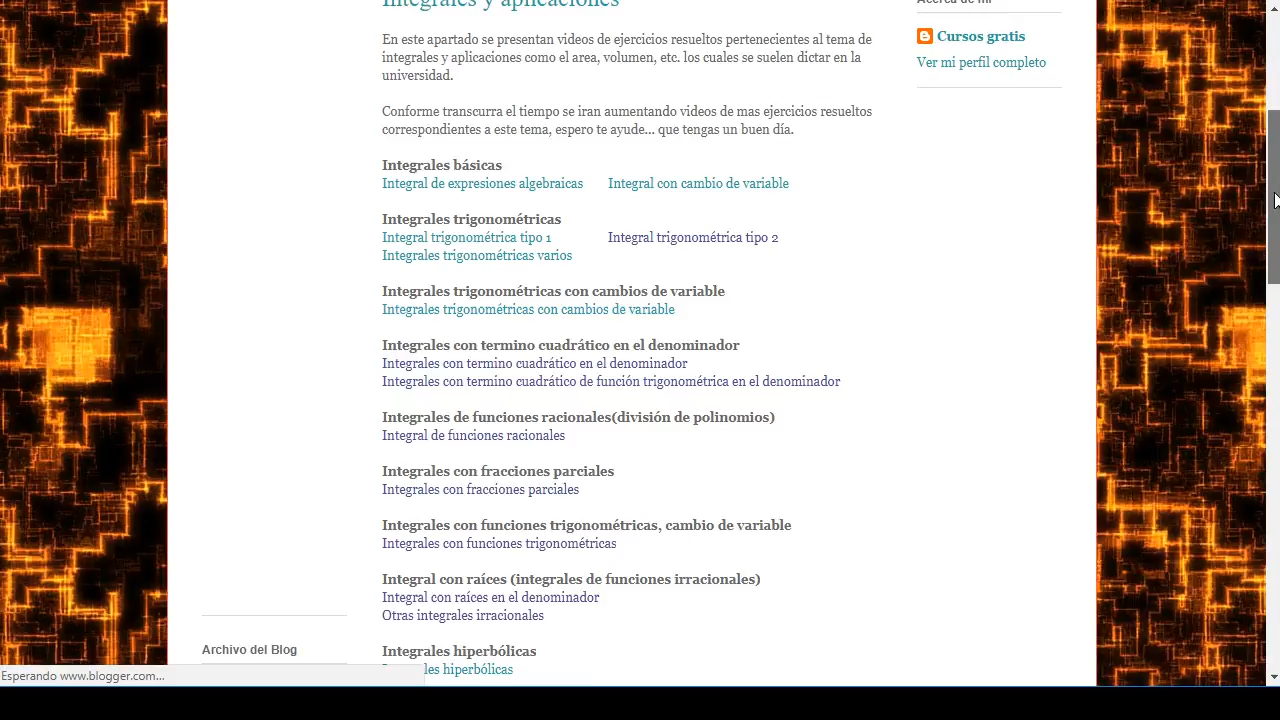 Integrales y aplicaciones
Acerca de mi
En este apartado se presentan videos de ejercicios resueltos pertenecientes al tema de
integrales y aplicaciones como el area, volumen, etc. los cuales se suelen dictar en la
universidad.
Cursos gratis
Ver mi perfil completo
Conforme transcurra el tiempo se iran aumentando videos de mas ejercicios resueltos
correspondientes a este tema, espero te ayude... que tengas un buen día.
Integrales básicas
Integral de expresiones algebraicas Integral con cambio de variable
Integrales trigonométricas
Integral trigonométrica tipo 1 Integral trigonométrica tipo 2
Integrales trigonométricas varios
Integrales trigonométricas con cambios de variable
Integrales trigonométricas con cambios de variable
Integrales con termino cuadrático en el denominador
Integrales con termino cuadrático en el denominador
Integrales con termino cuadrático de función trigonométrica en el denominador
Integrales de funciones racionales(división de polinomios)
Integral de funciones racionales
Integrales con fracciones parciales
Integrales con fracciones parciales
Integrales con funciones trigonométricas, cambio de variable
Integrales con funciones trigonométricas
Integral con raíces (integrales de funciones irracionales)
Integral con raíces en el denominador
Otras integrales irracionales
Archivo del Blog
Integrales hiperbólicas
les hiperbólicas
Esperando www.blogger.com...